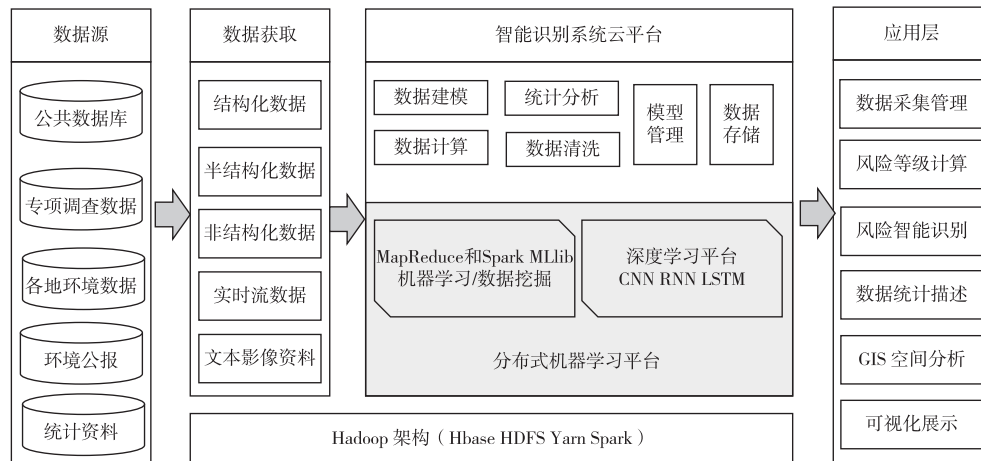 数据源
公共数据库
专项调查数据
各地环境数据
环境公报
统计资料
数据获取
结构化数据
半结构化数据
非结构化数据
实时流数据
文本影像资料
智能识别系统云平台
数据建模
统计分析
模型
管理
数据
存储
数据计算
数据清洗
MapReduce和Spark MLlib
机器学习/数据挖掘
深度学习平台
CNN RNN LSTM
分布式机器学习平台
Hadoop 架构（Hbase HDFS Yarn Spark）
应用层
数据采集管理
风险等级计算
风险智能识别
数据统计描述
GIS 空间分析
可视化展示